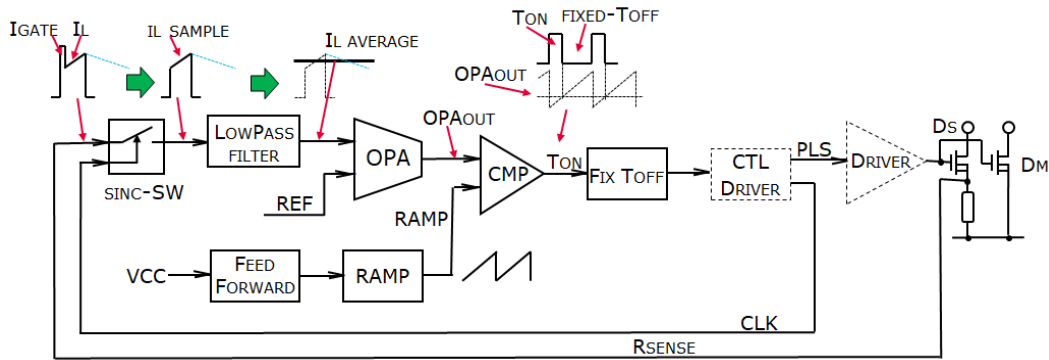 TON FIXED-TOFF
IGATE IL
IL SAMPLE
IL AVERAGE
OPAOUT
OPAOUT
LOWPASS
FILTER
OPA
CMP
TON
FIX TOFF
CTL
DRIVER
PLS
DRIVER
DS
DM
SINC-SW
REF
RAMP
VCC
FEED
FORWARD
RAMP
CLK
RSENSE